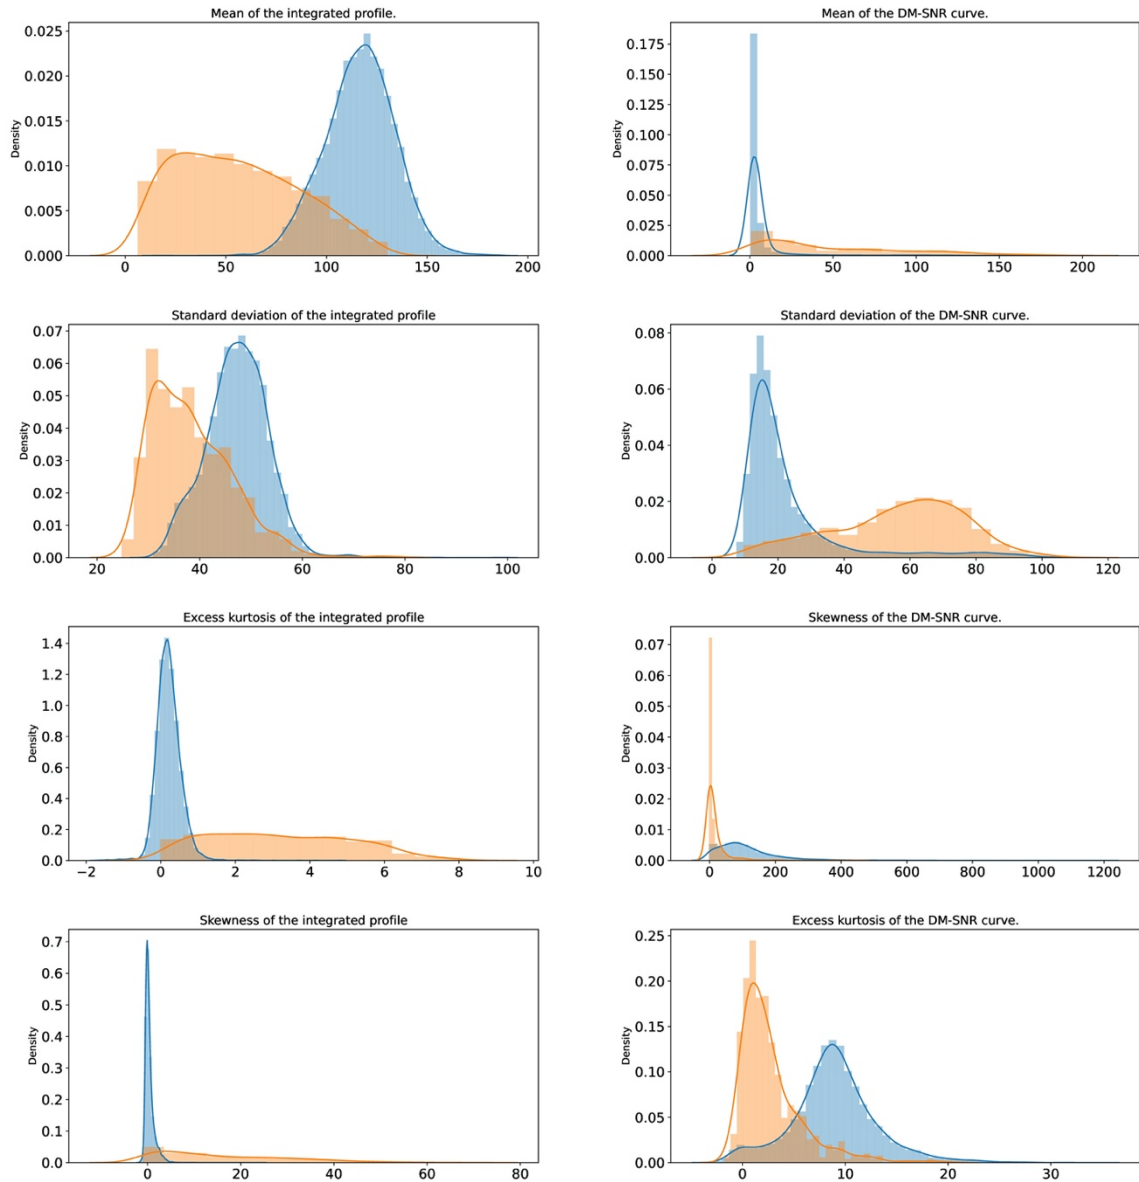 Mean of the integrated profile.
Density
0.025
0.020
0.015
0.010
0.005
0.000
0 50 100 150 200
Mean of the DM-SNR curve.
Density
0.175
0.150
0.125
0.100
0.075
0.050
0.025
0.000
0 50 100 150 200
Standard deviation of the integrated profile
Density
0.07
0.06
0.05
0.04
0.03
0.02
0.01
0.00
20 40 60 80 100
Standard deviation of the DM-SNR curve.
Density
0.08
0.06
0.04
0.02
0.00
0 20 40 60 80 100 120
Excess kurtosis of the integrated profile
Density
1.4
1.2
1.0
0.8
0.6
0.4
0.2
0.0
−2 0 2 4 6 8 10
Skewness of the DM-SNR curve.
Density
0.07
0.06
0.05
0.04
0.03
0.02
0.01
0.00
0 200 400 600 800 1000 1200
Skewness of the integrated profile
Density
0.7
0.6
0.5
0.4
0.3
0.2
0.1
0.0
0 20 40 60 80
Excess kurtosis of the DM-SNR curve.
Density
0.25
0.20
0.15
0.10
0.05
0.00
0 10 20 30